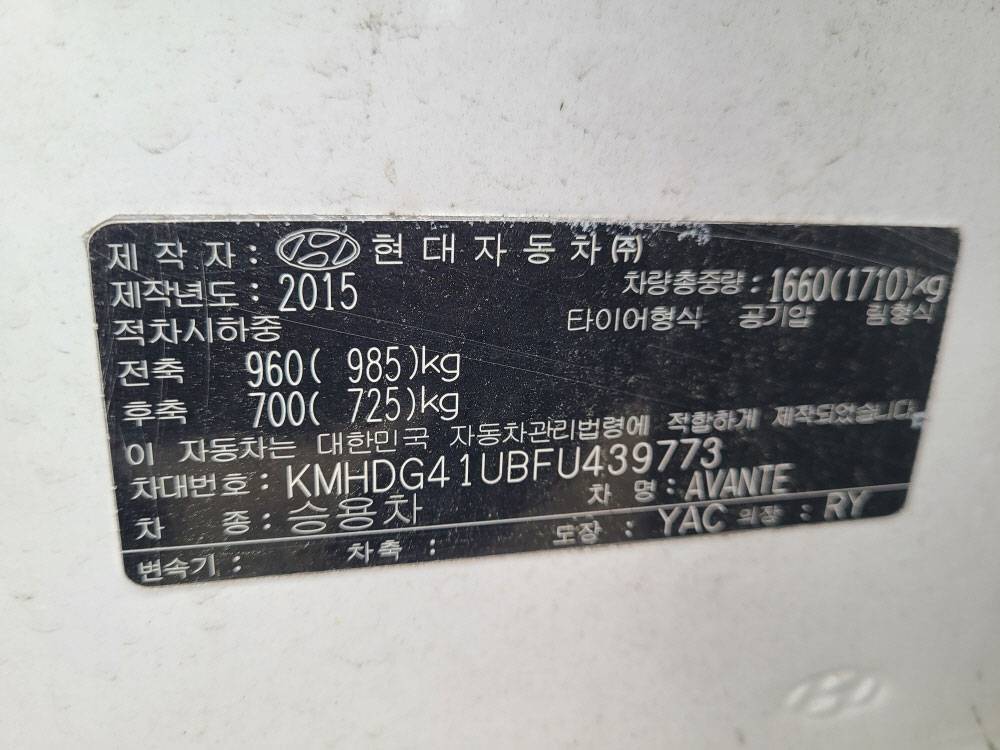 제 작 자 : 현대자동차㈜
제작년도 : 2015
차량총중량 : 1660(1710)kg
적차시하중
타이어형식 공기압 림형식
전축 960( 985)kg
후축 700( 725)kg
이 자동차는 대한민국 자동차관리법령에 적합하게 제작되었습니다.
차대번호 : KMHDG41UBFU439773
차 종 : 승용차
차 명 : AVANTE
변속기 : 차축 : 도장 : YAC 의장 : RY